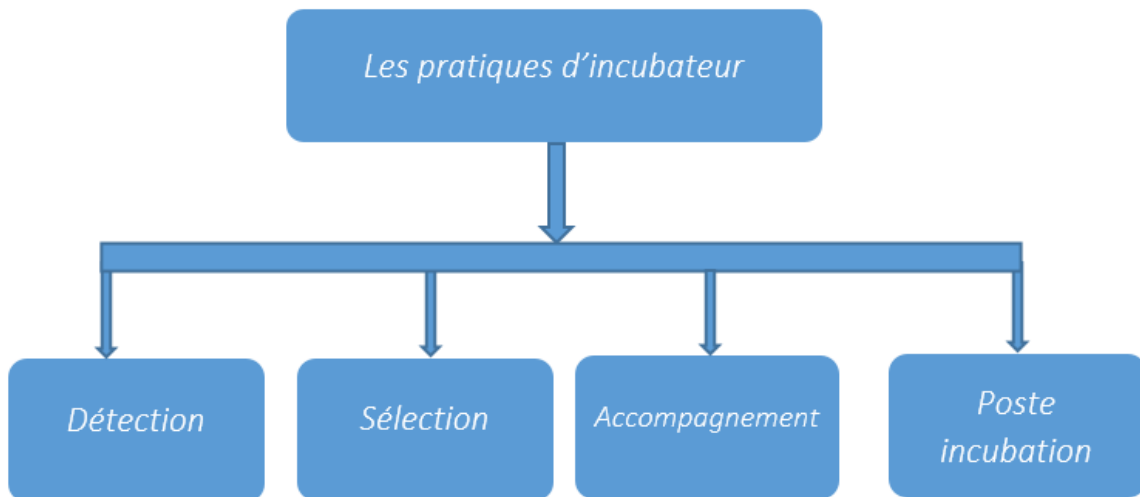 Les pratiques d’incubateur
Détection
Sélection
Accompagnement
Poste
incubation